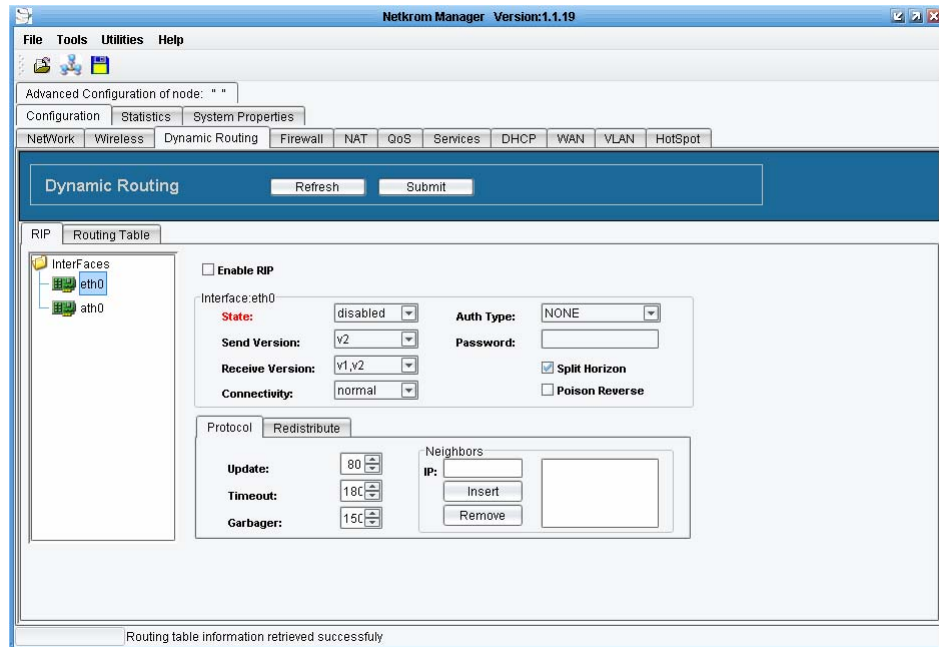 Netkrom Manager Version:1.1.19
File Tools Utilities Help
Advanced Configuration of node: " "
Configuration Statistics System Properties
NetWork Wireless Dynamic Routing Firewall NAT QoS Services DHCP WAN VLAN HotSpot
Dynamic Routing Refresh Submit
RIP Routing Table
InterFaces
eth0
ath0
Enable RIP
Interface:eth0
State: disabled Auth Type: NONE
Send Version: v2 Password:
Receive Version: v1,v2 Split Horizon
Connectivity: normal Poison Reverse
Protocol Redistribute
Neighbors
Update: 80 IP:
Timeout: 180 Insert
Garbager: 150 Remove
Routing table information retrieved successfuly